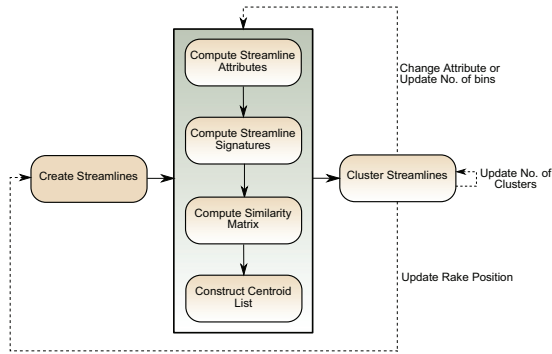 Compute Streamline
Attributes
Change Attribute or
Update No. of bins
Compute Streamline
Signatures
Create Streamlines
Cluster Streamlines
Update No. of
Clusters
Compute Similarity
Matrix
Update Rake Position
Construct Centroid
List